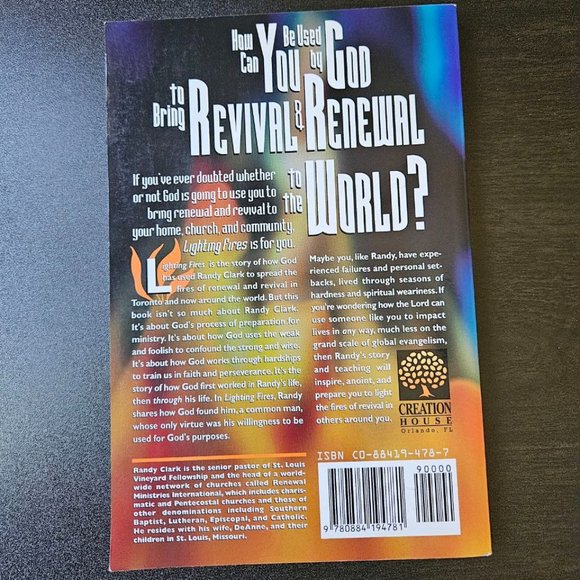 How Can You Be Used by God
to Bring Revival & Renewal
to the World?
If you've ever doubted whether
or not God is going to use you to
bring renewal and revival to
your home, church, and community,
Lighting Fires is for you.
Lighting Fires is the story of how God
has used Randy Clark to spread the
fires of renewal and revival in
Toronto and now around the world. But this
book isn't so much about Randy Clark.
It's about God's process of preparation for
ministry. It's about how God uses the weak
and foolish to confound the strong and wise.
It's about how God works through hardships
to train us in faith and perseverance. It's the
story of how God first worked in Randy's life,
then through his life. In Lighting Fires, Randy
shares how God found him, a common man,
whose only virtue was his willingness to be
used for God's purposes.
Maybe you, like Randy, have expe-
rienced failures and personal set-
backs, lived through seasons of
hardness and spiritual weariness. If
you're wondering how the Lord can
use someone like you to impact
lives in any way, much less on the
grand scale of global evangelism,
then Randy's story
and teaching will
inspire, anoint, and
prepare you to light
the fires of revival in
others around you.
CREATION
HOUSE
Orlando, FL
Randy Clark is the senior pastor of St. Louis
Vineyard Fellowship and the head of a world-
wide network of churches called Renewal
Ministries International, which includes charis-
matic and Pentecostal churches and those of
other denominations including Southern
Baptist, Lutheran, Episcopal, and Catholic.
He resides with his wife, DeAnne, and their
children in St. Louis, Missouri.
ISBN C0-88419-478-7
90000
9 780884 194781